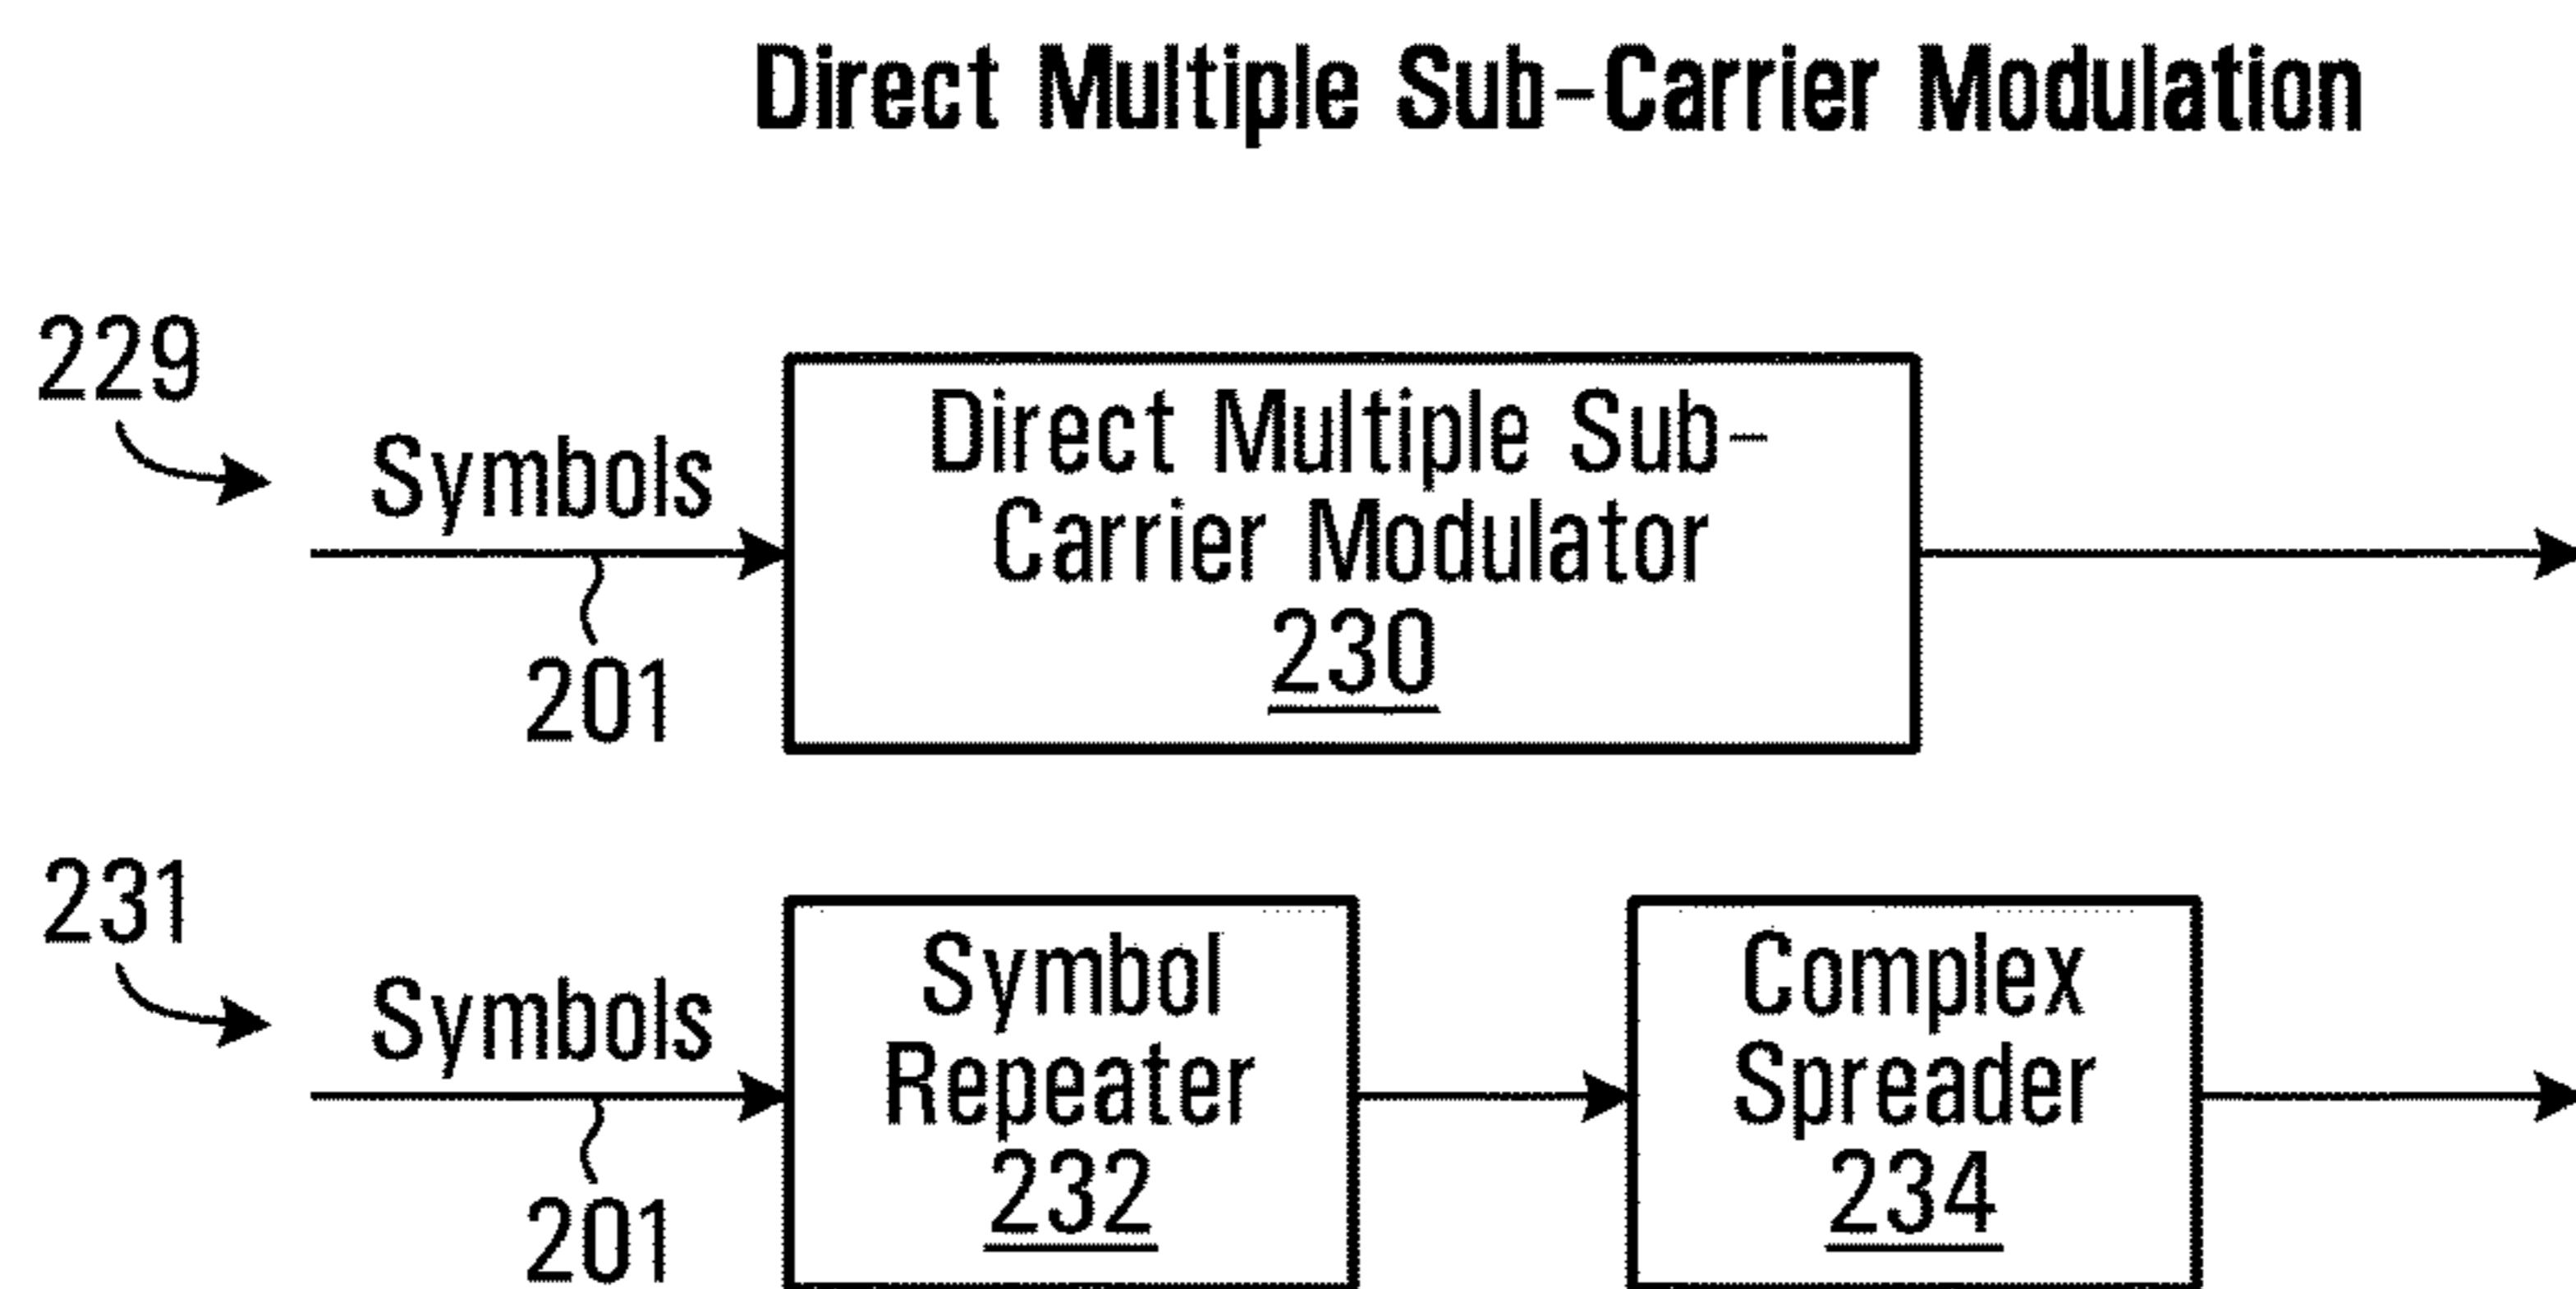 Direct Multiple Sub-Carrier Modulation
229
Symbols
201
Direct Multiple Sub-
Carrier Modulator
230
231
Symbols
201
Symbol
Repeater
232
Complex
Spreader
234